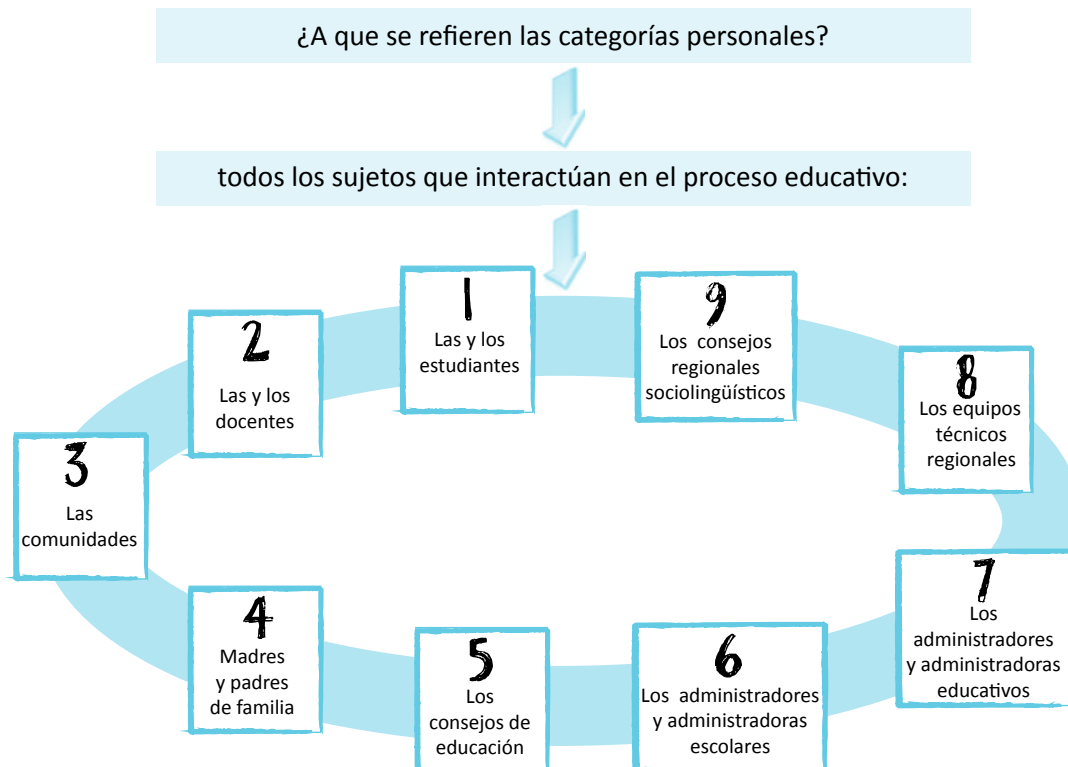 ¿A que se refieren las categorías personales?
todos los sujetos que interactúan en el proceso educativo:
1
Las y los
estudiantes
2
Las y los
docentes
3
Las
comunidades
4
Madres
y padres
de familia
5
Los
consejos de
educación
6
Los administradores
y administradoras
escolares
7
Los
administradores
y administradoras
educativos
8
Los equipos
técnicos
regionales
9
Los consejos
regionales
sociolingüísticos